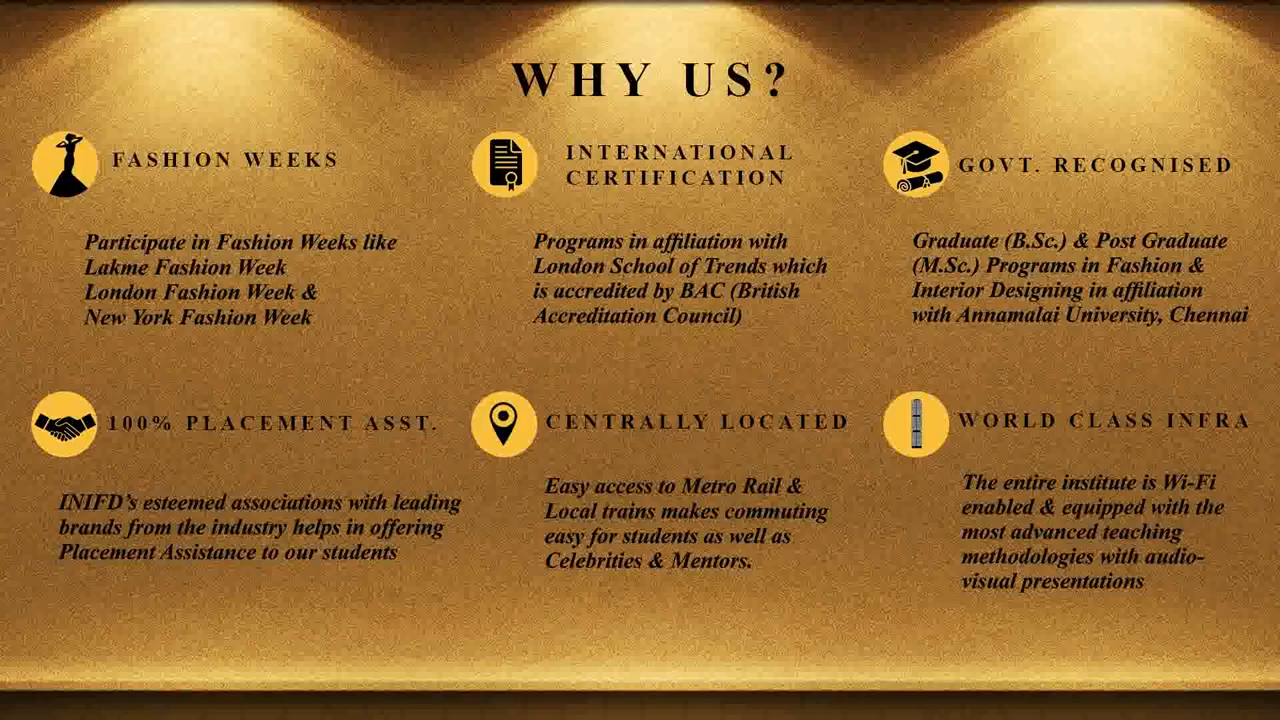 WHY US?
FASHION WEEKS
Participate in Fashion Weeks like
Lakme Fashion Week
London Fashion Week &
New York Fashion Week
INTERNATIONAL
CERTIFICATION
Programs in affiliation with
London School of Trends which
is accredited by BAC (British
Accreditation Council)
GOVT. RECOGNISED
Graduate (B.Sc.) & Post Graduate
(M.Sc.) Programs in Fashion &
Interior Designing in affiliation
with Annamalai University, Chennai
100% PLACEMENT ASST.
INIFD’s esteemed associations with leading
brands from the industry helps in offering
Placement Assistance to our students
CENTRALLY LOCATED
Easy access to Metro Rail &
Local trains makes commuting
easy for students as well as
Celebrities & Mentors.
WORLD CLASS INFRA
The entire institute is Wi-Fi
enabled & equipped with the
most advanced teaching
methodologies with audio-
visual presentations